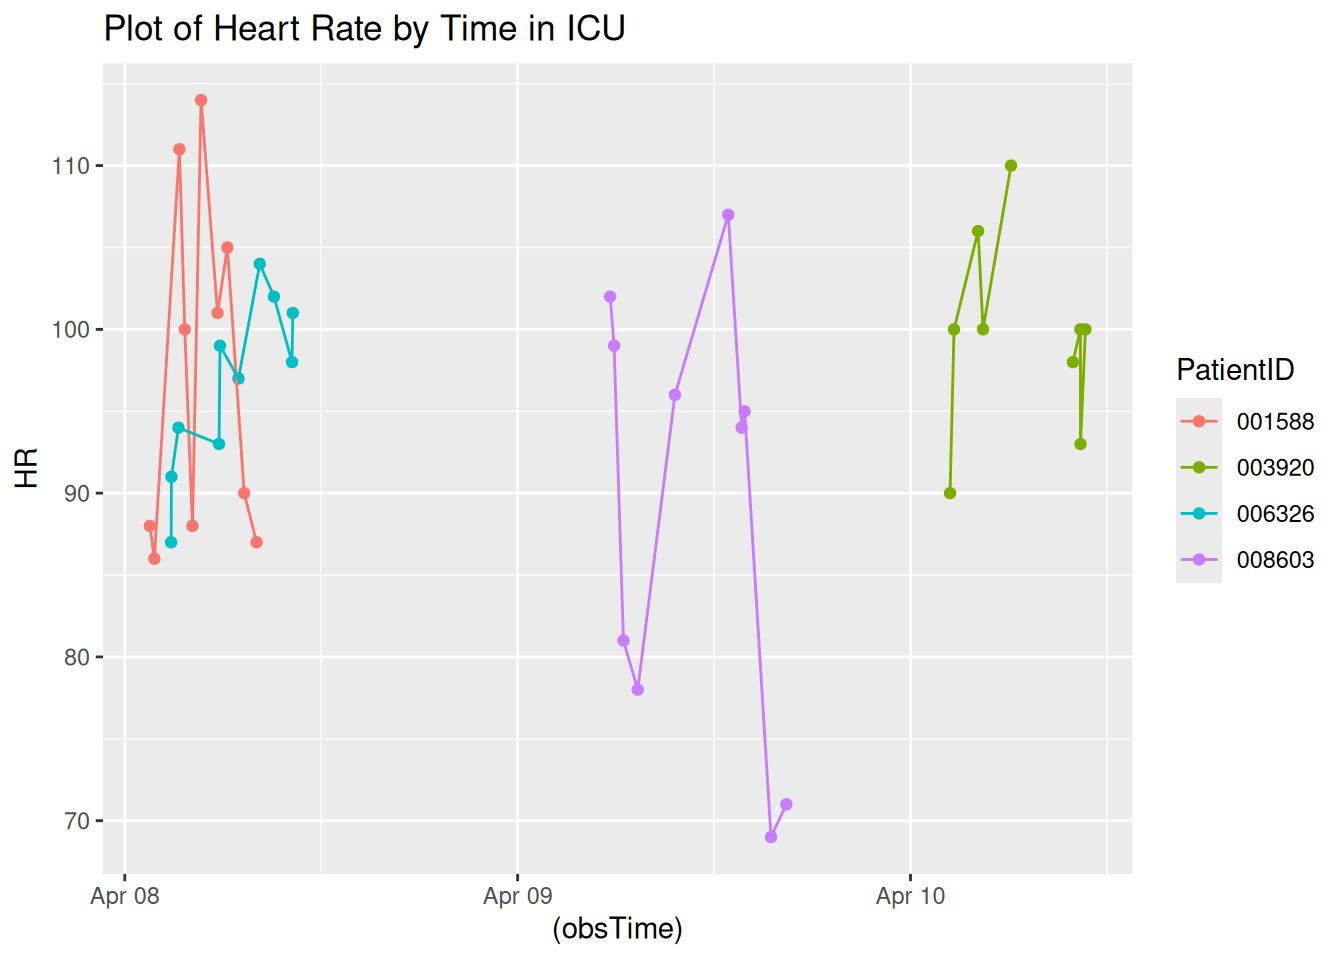 Plot of Heart Rate by Time in ICU
HR
110
100
90
80
70
Apr 08
Apr 09
Apr 10
(obsTime)
PatientID
001588
003920
006326
008603